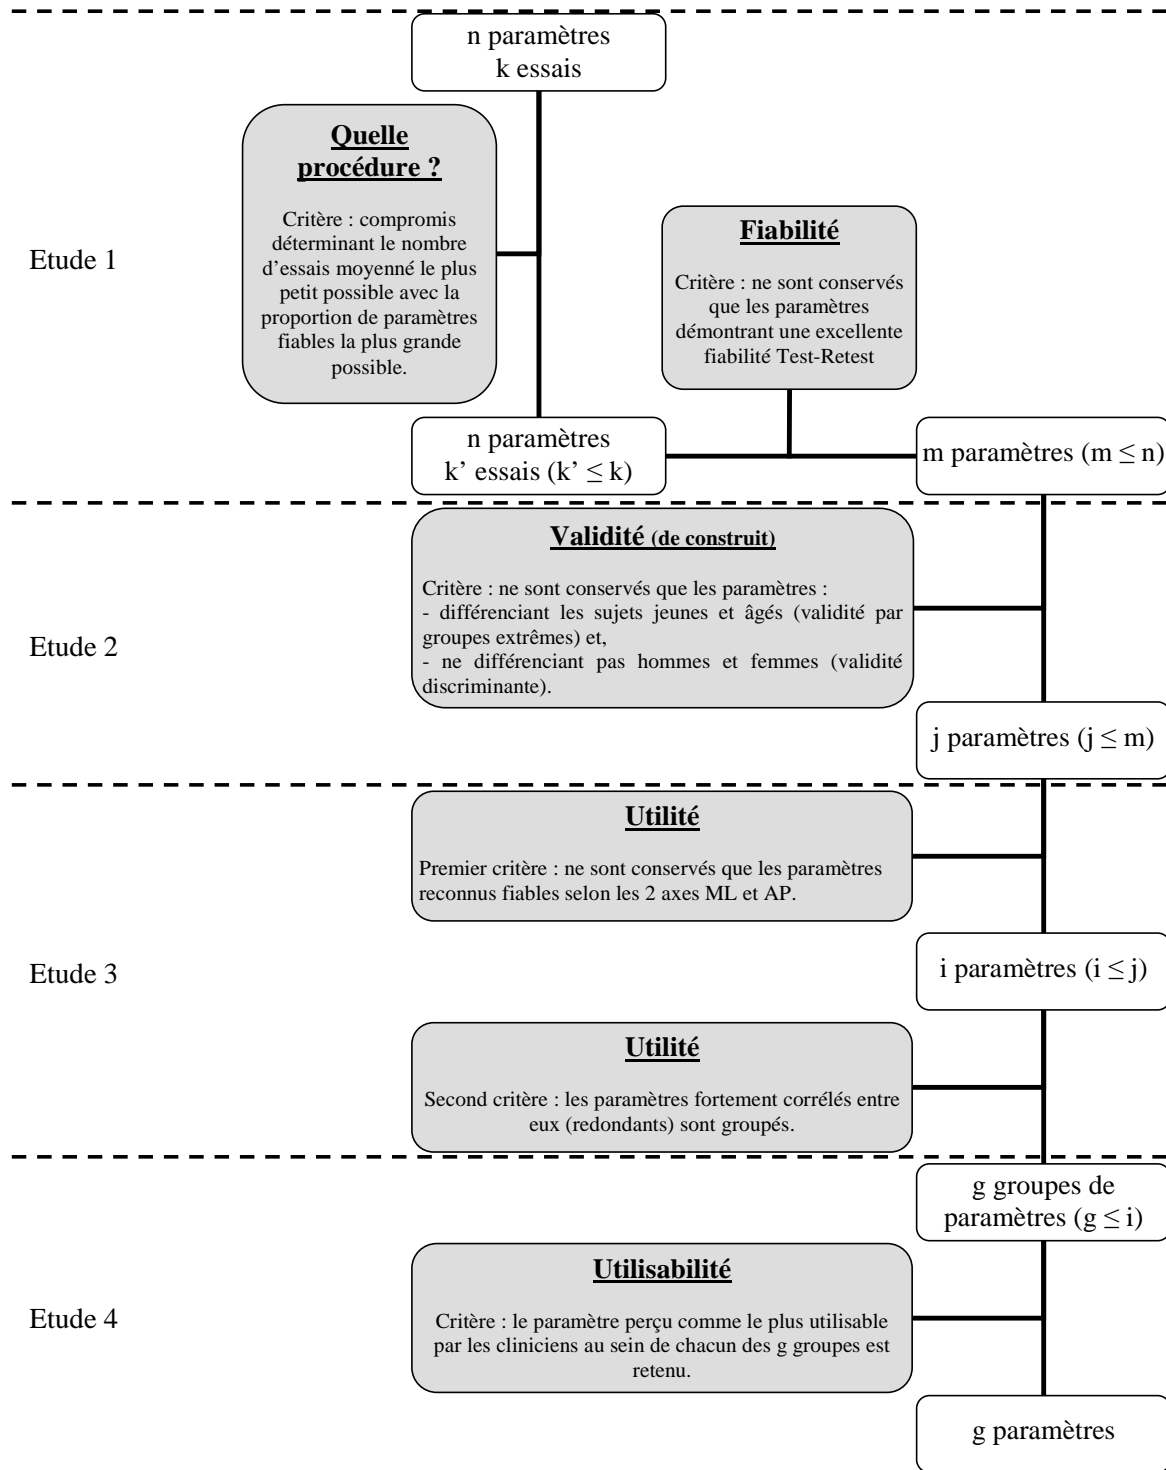 n paramètres
k essais
Quelle
procédure ?
Critère : compromis
déterminant le nombre
d'essais moyenné le plus
petit possible avec la
proportion de paramètres
fiables la plus grande
possible.
Etude 1
Fiabilité
Critère : ne sont conservés
que les paramètres
démontrant une excellente
fiabilité Test-Retest
n paramètres
k' essais (k' ≤ k)
m paramètres (m ≤ n)
Validité (de construit)
Critère : ne sont conservés que les paramètres :
- différenciant les sujets jeunes et âgés (validité par
groupes extrêmes) et,
- ne différenciant pas hommes et femmes (validité
discriminante).
Etude 2
j paramètres (j ≤ m)
Utilité
Premier critère : ne sont conservés que les paramètres
reconnus fiables selon les 2 axes ML et AP.
Etude 3
i paramètres (i ≤ j)
Utilité
Second critère : les paramètres fortement corrélés entre
eux (redondants) sont groupés.
g groupes de
paramètres (g ≤ i)
Utilisabilité
Critère : le paramètre perçu comme le plus utilisable
par les cliniciens au sein de chacun des g groupes est
retenu.
Etude 4
g paramètres